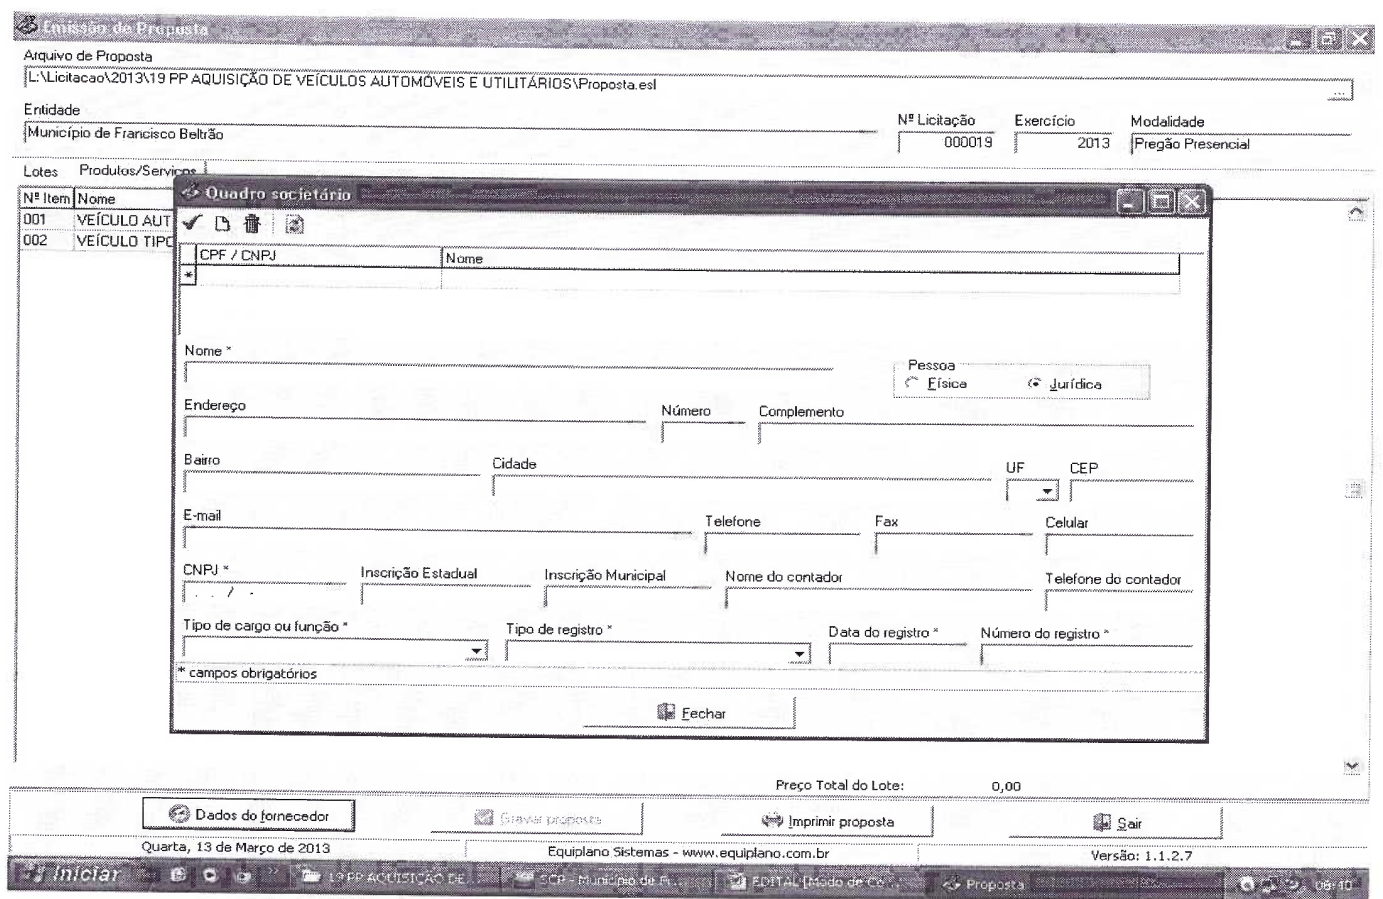 Emissão de Proposta
Arquivo de Proposta
L:\Licitacao\2013\19 PP AQUISIÇÃO DE VEÍCULOS AUTOMÓVEIS E UTILITÁRIOS\Proposta.esl
...
Entidade
Município de Francisco Beltrão
Nº Licitação
000019
Exercício
2013
Modalidade
Pregão Presencial
Lotes Produtos/Serviços
Nº Item Nome
001 VEÍCULO AUT
002 VEÍCULO TIPO
Quadro societário
CPF / CNPJ Nome
*
Nome *
Pessoa
Física Jurídica
Endereço Número Complemento
Bairro Cidade UF CEP
E-mail Telefone Fax Celular
CNPJ * Inscrição Estadual Inscrição Municipal Nome do contador Telefone do contador
. . / -
Tipo de cargo ou função * Tipo de registro * Data do registro * Número do registro *
* campos obrigatórios
Fechar
Preço Total do Lote: 0,00
Dados do fornecedor Gravar proposta Imprimir proposta Sair
Quarta, 13 de Março de 2013 Equiplano Sistemas - www.equiplano.com.br Versão: 1.1.2.7
Iniciar 19 PP AQUISIÇÃO DE ... SCP - Município de Fr... EDITAL [Modo de Co... Proposta 08:40